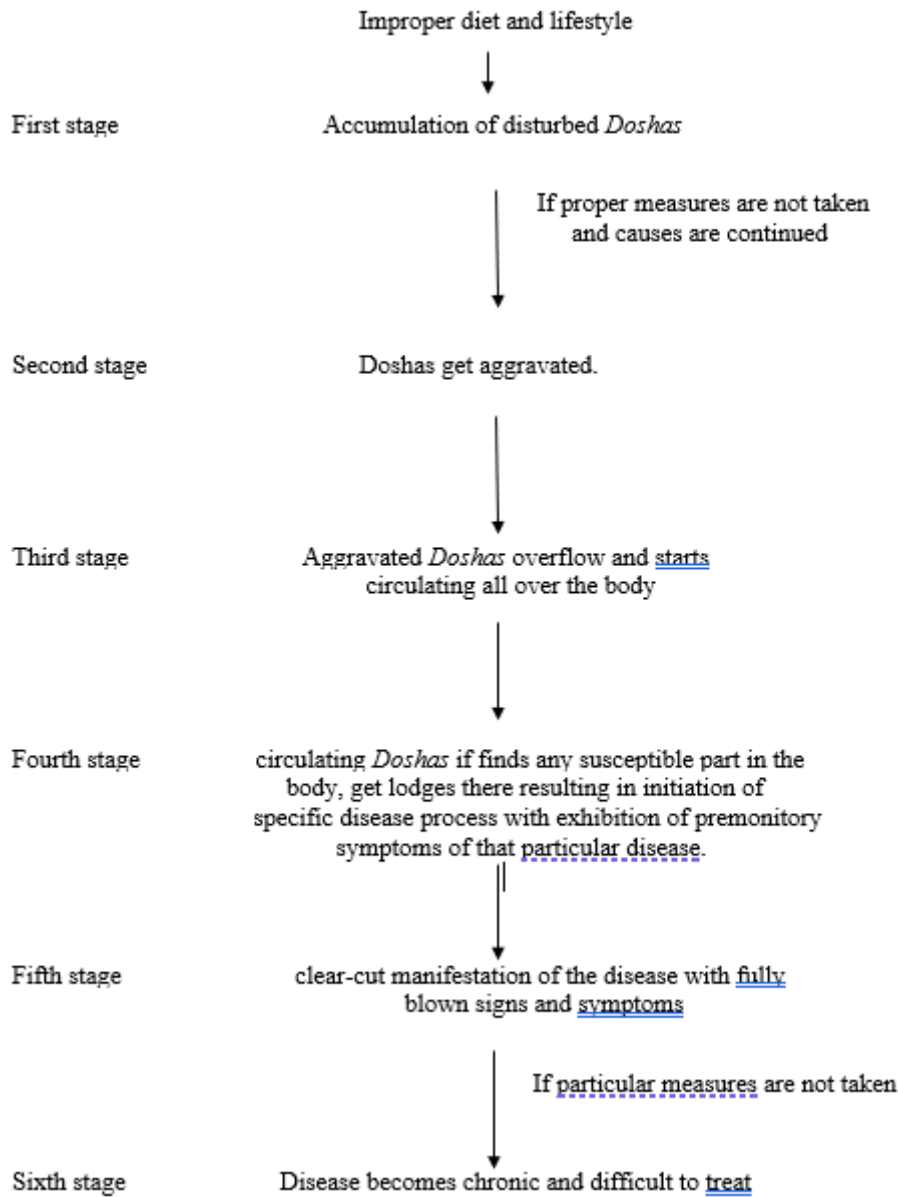 Improper diet and lifestyle
First stage Accumulation of disturbed Doshas
If proper measures are not taken
and causes are continued
Second stage Doshas get aggravated.
Third stage Aggravated Doshas overflow and starts
circulating all over the body
Fourth stage circulating Doshas if finds any susceptible part in the
body, get lodges there resulting in initiation of
specific disease process with exhibition of premonitory
symptoms of that particular disease.
Fifth stage clear-cut manifestation of the disease with fully
blown signs and symptoms
If particular measures are not taken
Sixth stage Disease becomes chronic and difficult to treat